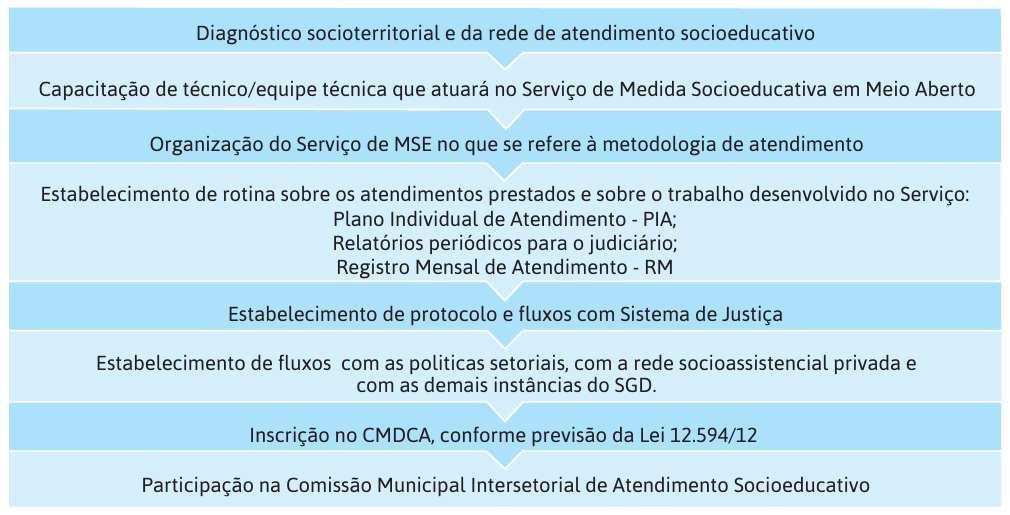 Diagnóstico socioterritorial e da rede de atendimento socioeducativo
Capacitação de técnico/equipe técnica que atuará no Serviço de Medida Socioeducativa em Meio Aberto
Organização do Serviço de MSE no que se refere à metodologia de atendimento
Estabelecimento de rotina sobre os atendimentos prestados e sobre o trabalho desenvolvido no Serviço:
Plano Individual de Atendimento - PIA;
Relatórios periódicos para o judiciário;
Registro Mensal de Atendimento - RM
Estabelecimento de protocolo e fluxos com Sistema de Justiça
Estabelecimento de fluxos com as politicas setoriais, com a rede socioassistencial privada e
com as demais instâncias do SGD.
Inscrição no CMDCA, conforme previsão da Lei 12.594/12
Participação na Comissão Municipal Intersetorial de Atendimento Socioeducativo